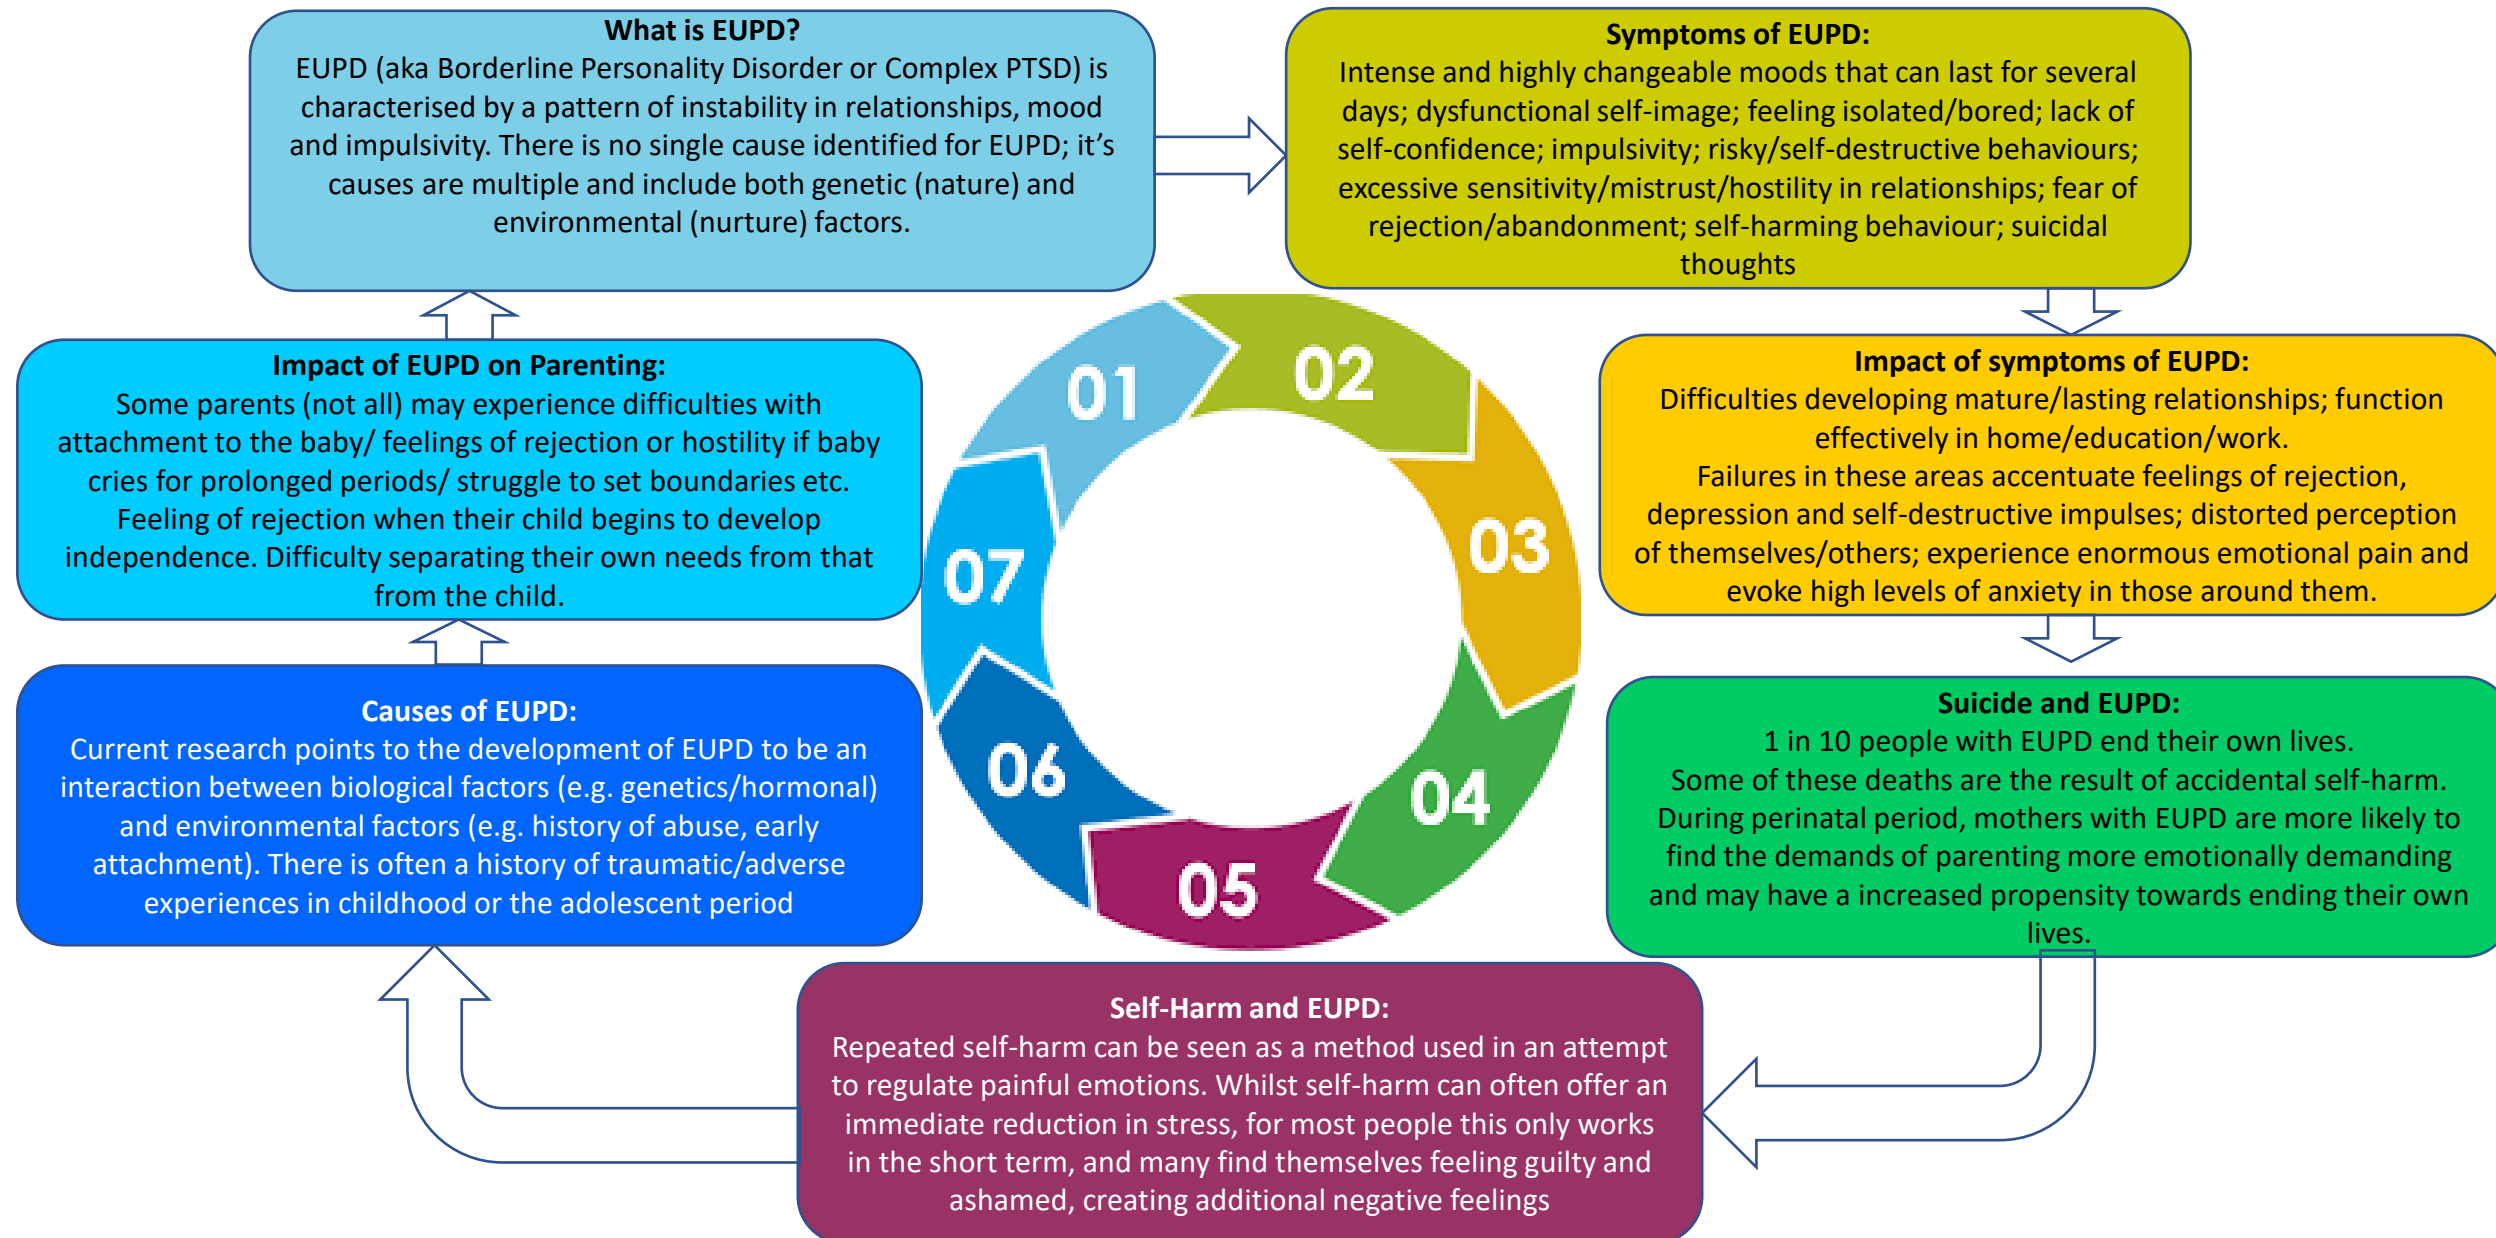 What is EUPD?
EUPD (aka Borderline Personality Disorder or Complex PTSD) is
characterised by a pattern of instability in relationships, mood
and impulsivity. There is no single cause identified for EUPD; it’s
causes are multiple and include both genetic (nature) and
environmental (nurture) factors.
Symptoms of EUPD:
Intense and highly changeable moods that can last for several
days; dysfunctional self-image; feeling isolated/bored; lack of
self-confidence; impulsivity; risky/self-destructive behaviours;
excessive sensitivity/mistrust/hostility in relationships; fear of
rejection/abandonment; self-harming behaviour; suicidal
thoughts
Impact of symptoms of EUPD:
Difficulties developing mature/lasting relationships; function
effectively in home/education/work.
Failures in these areas accentuate feelings of rejection,
depression and self-destructive impulses; distorted perception
of themselves/others; experience enormous emotional pain and
evoke high levels of anxiety in those around them.
Suicide and EUPD:
1 in 10 people with EUPD end their own lives.
Some of these deaths are the result of accidental self-harm.
During perinatal period, mothers with EUPD are more likely to
find the demands of parenting more emotionally demanding
and may have a increased propensity towards ending their own
lives.
Self-Harm and EUPD:
Repeated self-harm can be seen as a method used in an attempt
to regulate painful emotions. Whilst self-harm can often offer an
immediate reduction in stress, for most people this only works
in the short term, and many find themselves feeling guilty and
ashamed, creating additional negative feelings
Causes of EUPD:
Current research points to the development of EUPD to be an
interaction between biological factors (e.g. genetics/hormonal)
and environmental factors (e.g. history of abuse, early
attachment). There is often a history of traumatic/adverse
experiences in childhood or the adolescent period
Impact of EUPD on Parenting:
Some parents (not all) may experience difficulties with
attachment to the baby/ feelings of rejection or hostility if baby
cries for prolonged periods/ struggle to set boundaries etc.
Feeling of rejection when their child begins to develop
independence. Difficulty separating their own needs from that
from the child.
01
02
03
04
05
06
07